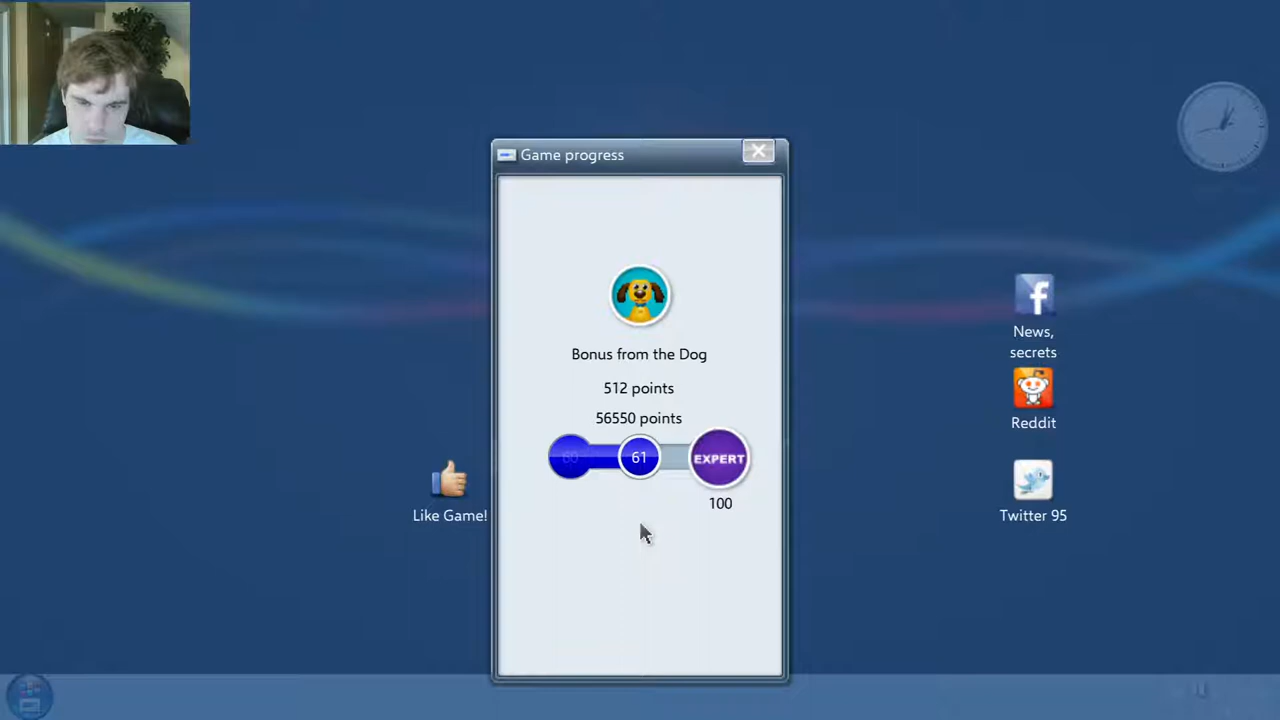 Game progress
Bonus from the Dog
512 points
56550 points
60
61
EXPERT
100
Like Game!
f
News,
secrets
Reddit
Twitter 95